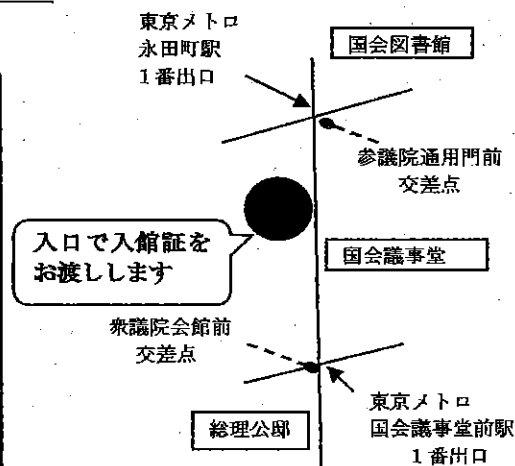 東京メトロ
永田町駅
１番出口
国会図書館
参議院通用門前
交差点
入口で入館証を
お渡しします
国会議事堂
衆議院会館前
交差点
東京メトロ
国会議事堂前駅
１番出口
総理公邸